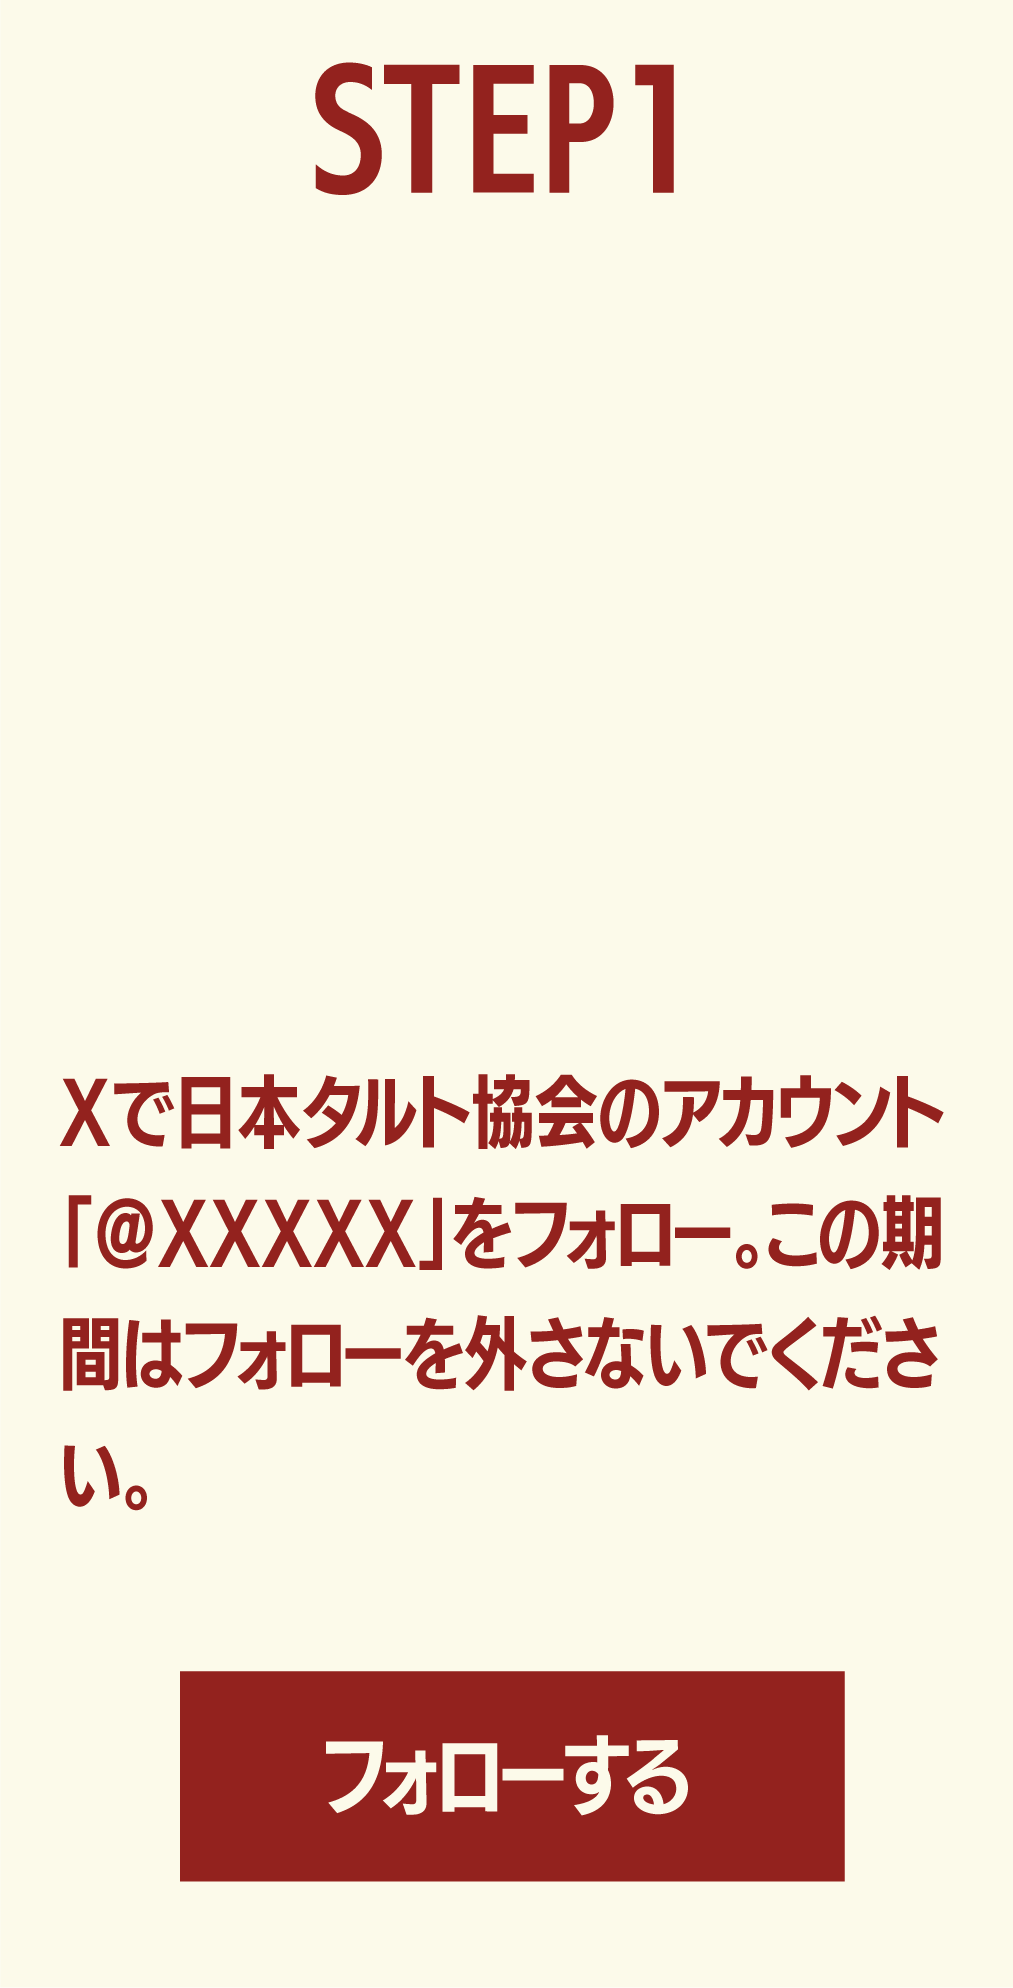 STEP1
Xで日本タルト協会のアカウント
「@XXXXX」をフォロー。この期
間はフォローを外さないでくださ
い。
フォローする